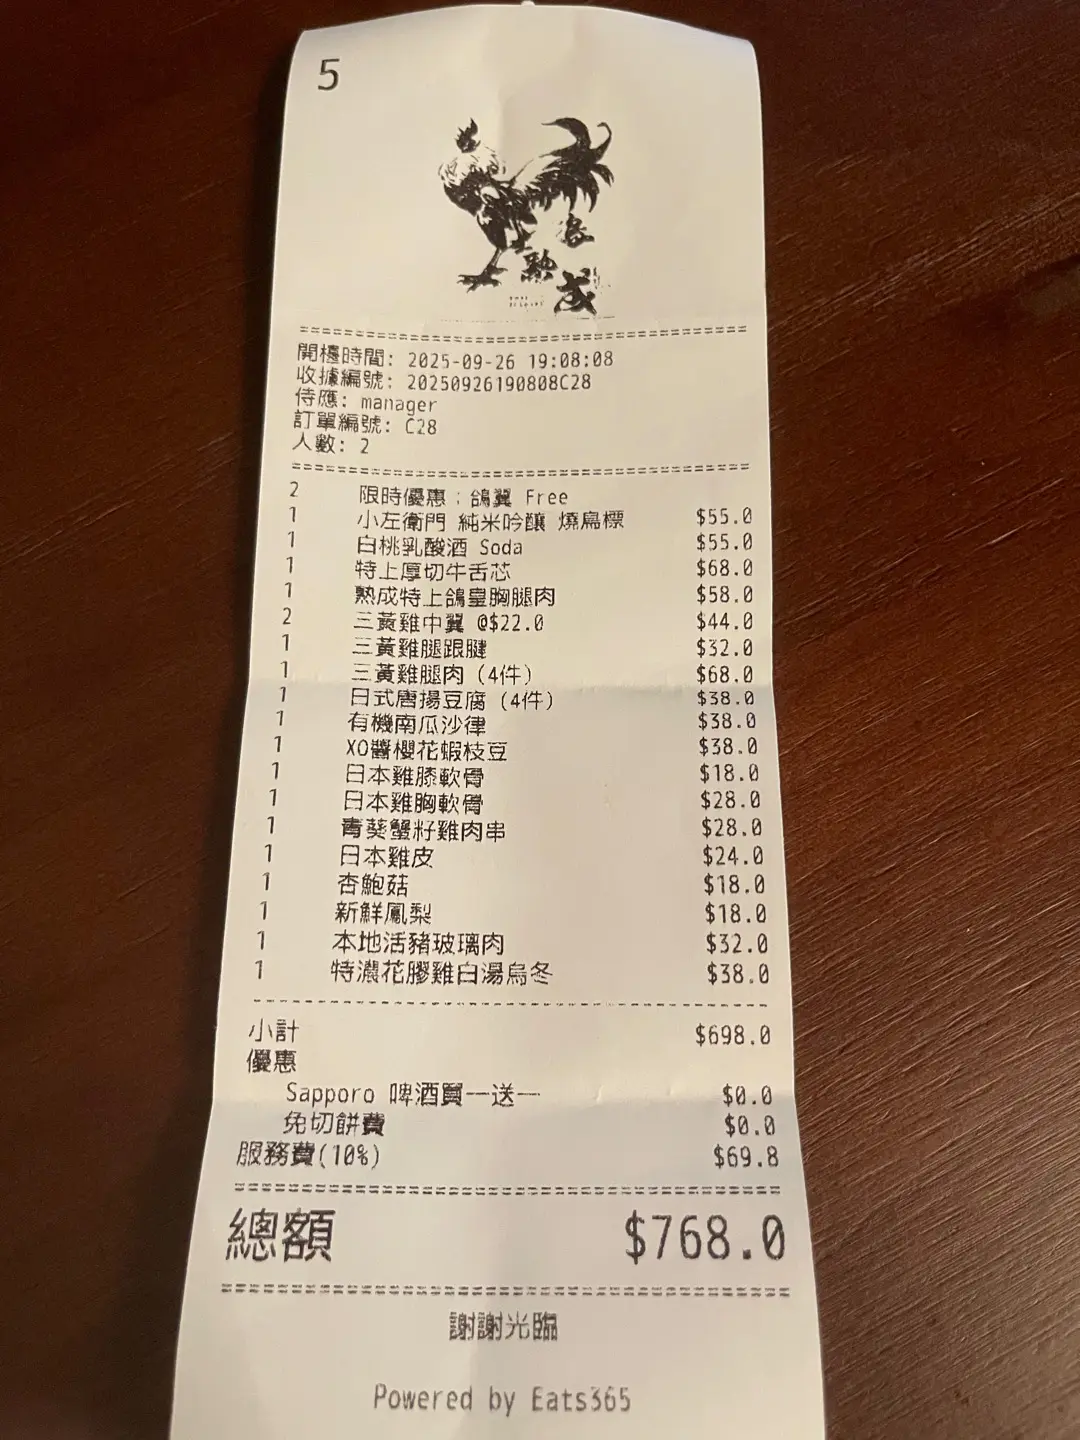 5
開檯時間: 2025-09-26 19:08:08
收據編號: 20250926190808C28
侍應: manager
訂單編號: C28
人數: 2
2 限時優惠：鴿翼 Free
1 小左衛門 純米吟釀 燒鳥標 $55.0
1 白桃乳酸酒 Soda $55.0
1 特上厚切牛舌芯 $68.0
1 熟成特上鴿皇胸腿肉 $58.0
2 三黃雞中翼 @$22.0 $44.0
1 三黃雞腿跟腱 $32.0
1 三黃雞腿肉 (4件) $68.0
1 日式唐揚豆腐 (4件) $38.0
1 有機南瓜沙律 $38.0
1 XO醬櫻花蝦枝豆 $38.0
1 日本雞膝軟骨 $18.0
1 日本雞胸軟骨 $28.0
1 青葵蟹籽雞肉串 $28.0
1 日本雞皮 $24.0
1 杏鮑菇 $18.0
1 新鮮鳳梨 $18.0
1 本地活豬玻璃肉 $32.0
1 特濃花膠雞白湯烏冬 $38.0
小計 $698.0
優惠
Sapporo 啤酒買一送一 $0.0
免切餅費 $0.0
服務費(10%) $69.8
總額 $768.0
謝謝光臨
Powered by Eats365